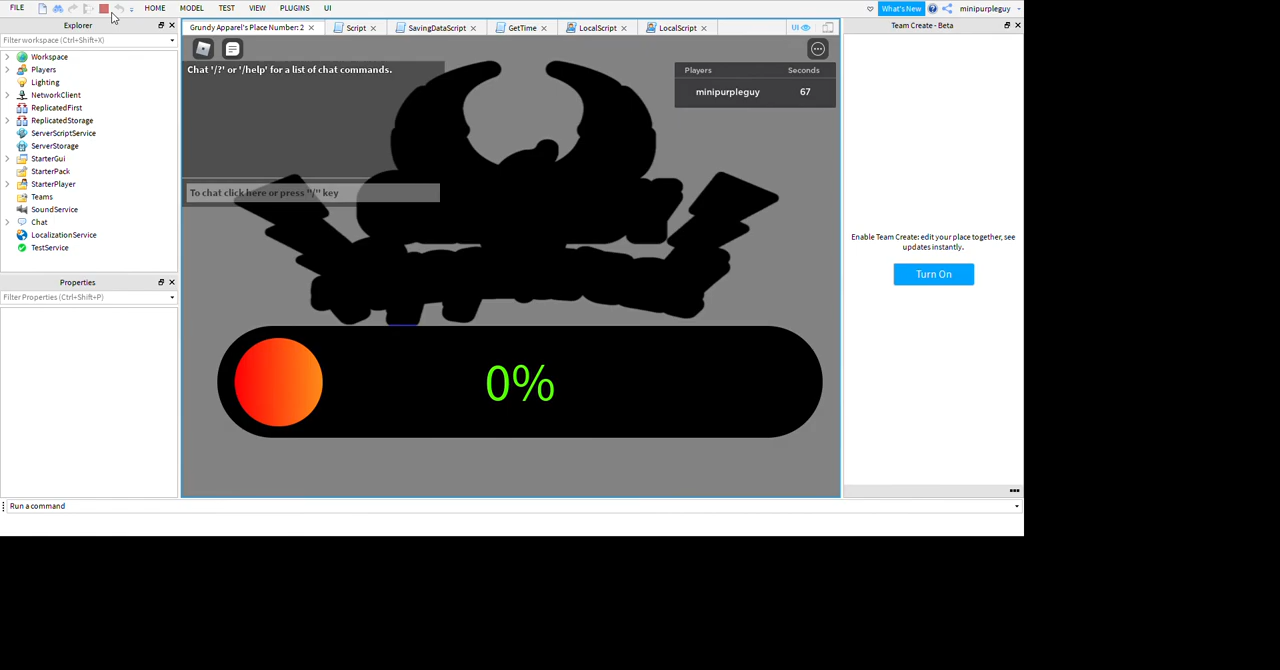 FILE HOME MODEL TEST VIEW PLUGINS UI What's New minipurpleguy
Explorer
Filter workspace (Ctrl+Shift+X)
Workspace
Players
Lighting
NetworkClient
ReplicatedFirst
ReplicatedStorage
ServerScriptService
ServerStorage
StarterGui
StarterPack
StarterPlayer
Teams
SoundService
Chat
LocalizationService
TestService
Properties
Filter Properties (Ctrl+Shift+P)
Grundy Apparel's Place Number: 2 Script SavingDataScript GetTime LocalScript LocalScript UI
Chat '/?' or '/help' for a list of chat commands.
To chat click here or press "/" key
Players Seconds
minipurpleguy 67
0%
Team Create - Beta
Enable Team Create: edit your place together, see
updates instantly.
Turn On
Run a command